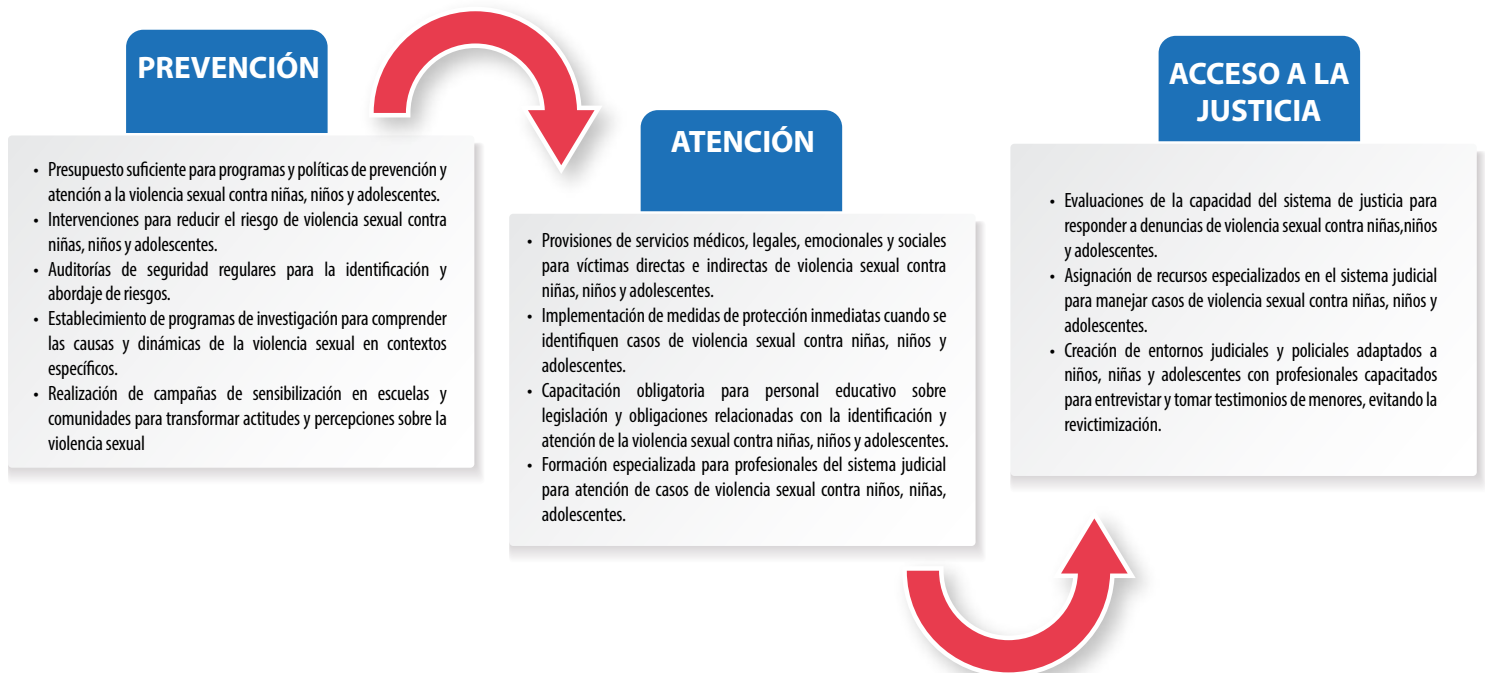 PREVENCIÓN
• Presupuesto suficiente para programas y políticas de prevención y
atención a la violencia sexual contra niñas, niños y adolescentes.
• Intervenciones para reducir el riesgo de violencia sexual contra
niñas, niños y adolescentes.
• Auditorías de seguridad regulares para la identificación y
abordaje de riesgos.
• Establecimiento de programas de investigación para comprender
las causas y dinámicas de la violencia sexual en contextos
específicos.
• Realización de campañas de sensibilización en escuelas y
comunidades para transformar actitudes y percepciones sobre la
violencia sexual
ATENCIÓN
• Provisiones de servicios médicos, legales, emocionales y sociales
para víctimas directas e indirectas de violencia sexual contra
niñas, niños y adolescentes.
• Implementación de medidas de protección inmediatas cuando se
identifiquen casos de violencia sexual contra niñas, niños y
adolescentes.
• Capacitación obligatoria para personal educativo sobre
legislación y obligaciones relacionadas con la identificación y
atención de la violencia sexual contra niñas, niños y adolescentes.
• Formación especializada para profesionales del sistema judicial
para atención de casos de violencia sexual contra niños, niñas,
adolescentes.
ACCESO A LA
JUSTICIA
• Evaluaciones de la capacidad del sistema de justicia para
responder a denuncias de violencia sexual contra niñas,niños
y adolescentes.
• Asignación de recursos especializados en el sistema judicial
para manejar casos de violencia sexual contra niñas, niños y
adolescentes.
• Creación de entornos judiciales y policiales adaptados a
niños, niñas y adolescentes con profesionales capacitados
para entrevistar y tomar testimonios de menores, evitando la
revictimización.